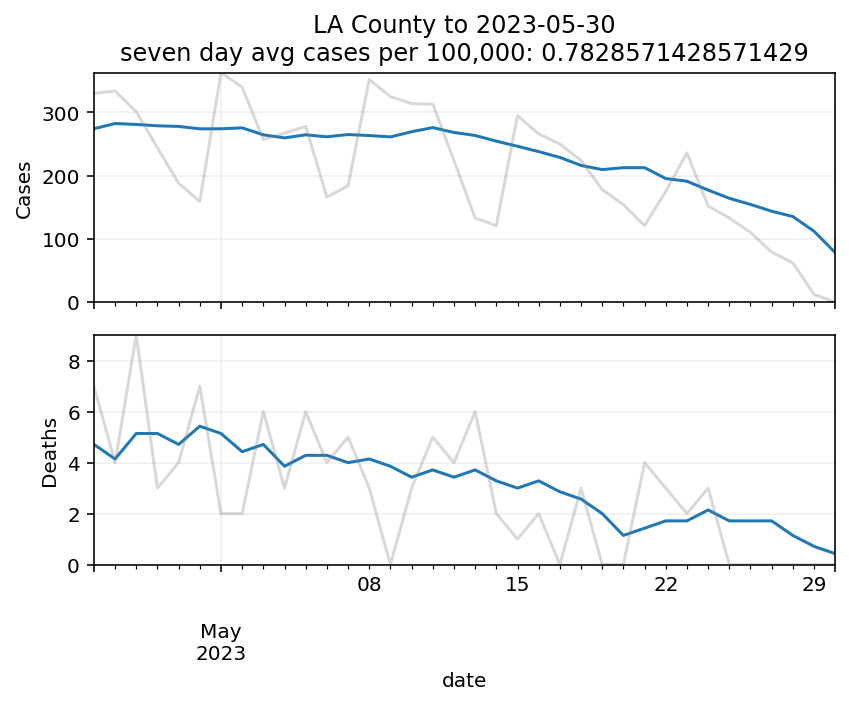 LA County to 2023-05-30
seven day avg cases per 100,000: 0.7828571428571429
300
200
100
0
Cases
8
6
4
2
0
Deaths
08
15
22
29
May
2023
date